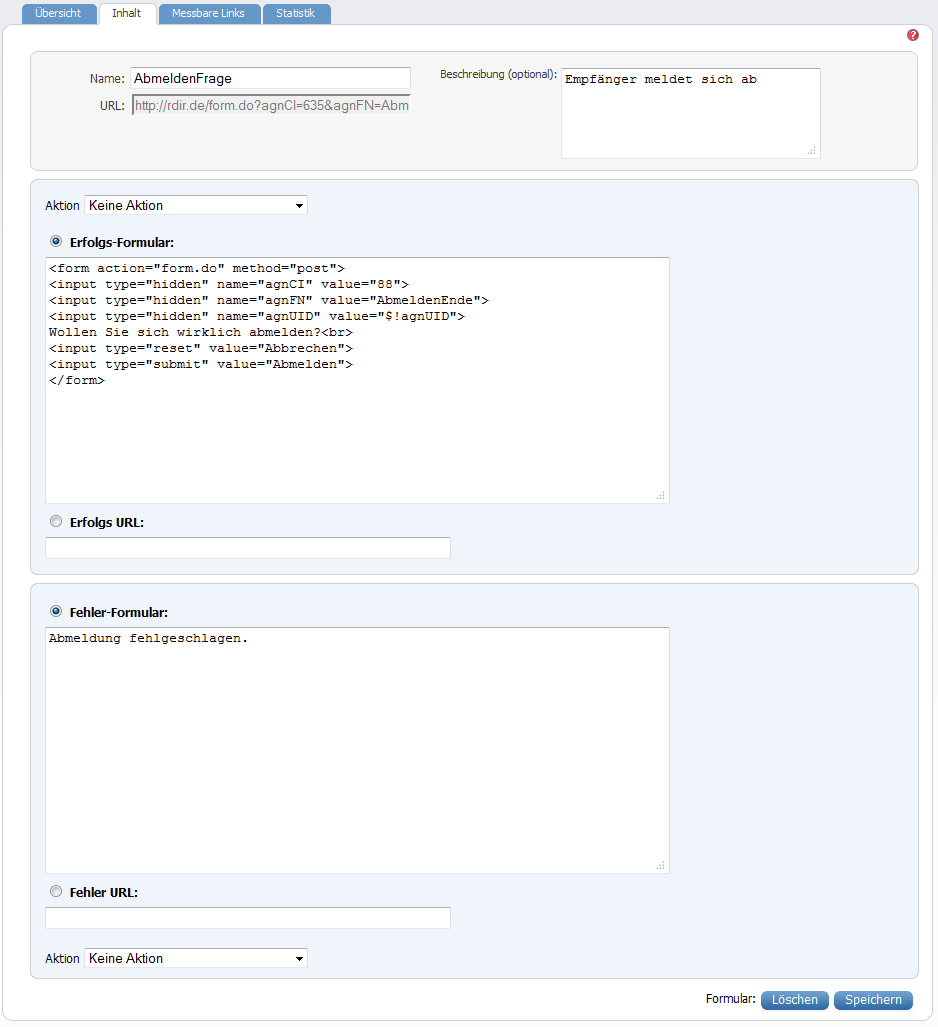 Übersicht Inhalt Messbare Links Statistik
?
Name: AbmeldenFrage
Beschreibung (optional): Empfänger meldet sich ab
URL: http://rdir.de/form.do?agnCI=635&agnFN=Abm
Aktion Keine Aktion
Erfolgs-Formular:
<form action="form.do" method="post">
<input type="hidden" name="agnCI" value="88">
<input type="hidden" name="agnFN" value="AbmeldenEnde">
<input type="hidden" name="agnUID" value="$!agnUID">
Wollen Sie sich wirklich abmelden?<br>
<input type="reset" value="Abbrechen">
<input type="submit" value="Abmelden">
</form>
Erfolgs URL:
Fehler-Formular:
Abmeldung fehlgeschlagen.
Fehler URL:
Aktion Keine Aktion
Formular: Löschen Speichern